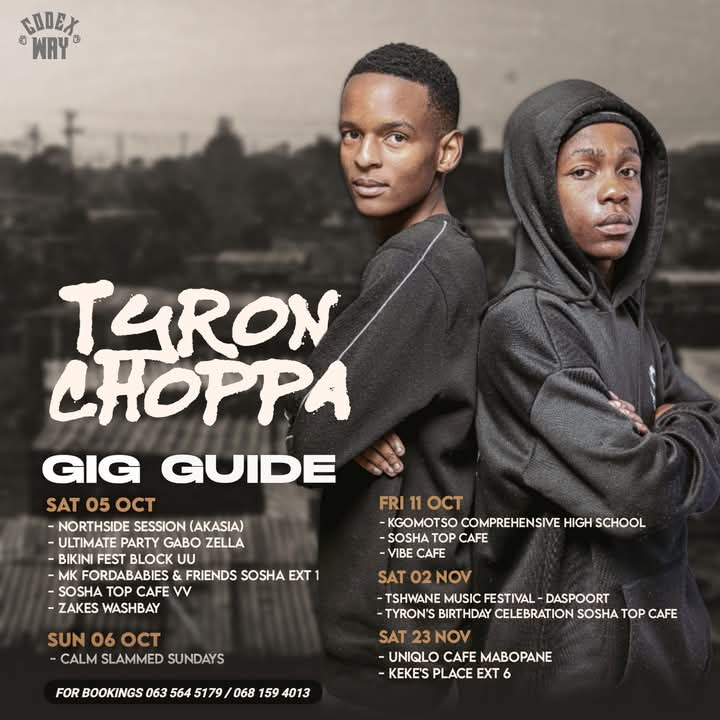 CODEX
WAY
TYRON
CHOPPA
GIG GUIDE
SAT 05 OCT
- NORTHSIDE SESSION (AKASIA)
- ULTIMATE PARTY GABO ZELLA
- BIKINI FEST BLOCK UU
- MK FORDABABIES & FRIENDS SOSHA EXT 1
- SOSHA TOP CAFE VV
- ZAKES WASHBAY
SUN 06 OCT
- CALM SLAMMED SUNDAYS
FOR BOOKINGS 063 564 5179 / 068 159 4013
FRI 11 OCT
- KGOMOTSO COMPREHENSIVE HIGH SCHOOL
- SOSHA TOP CAFE
- VIBE CAFE
SAT 02 NOV
- TSHWANE MUSIC FESTIVAL - DASPOORT
- TYRON'S BIRTHDAY CELEBRATION SOSHA TOP CAFE
SAT 23 NOV
- UNIQLO CAFE MABOPANE
- KEKE'S PLACE EXT 6